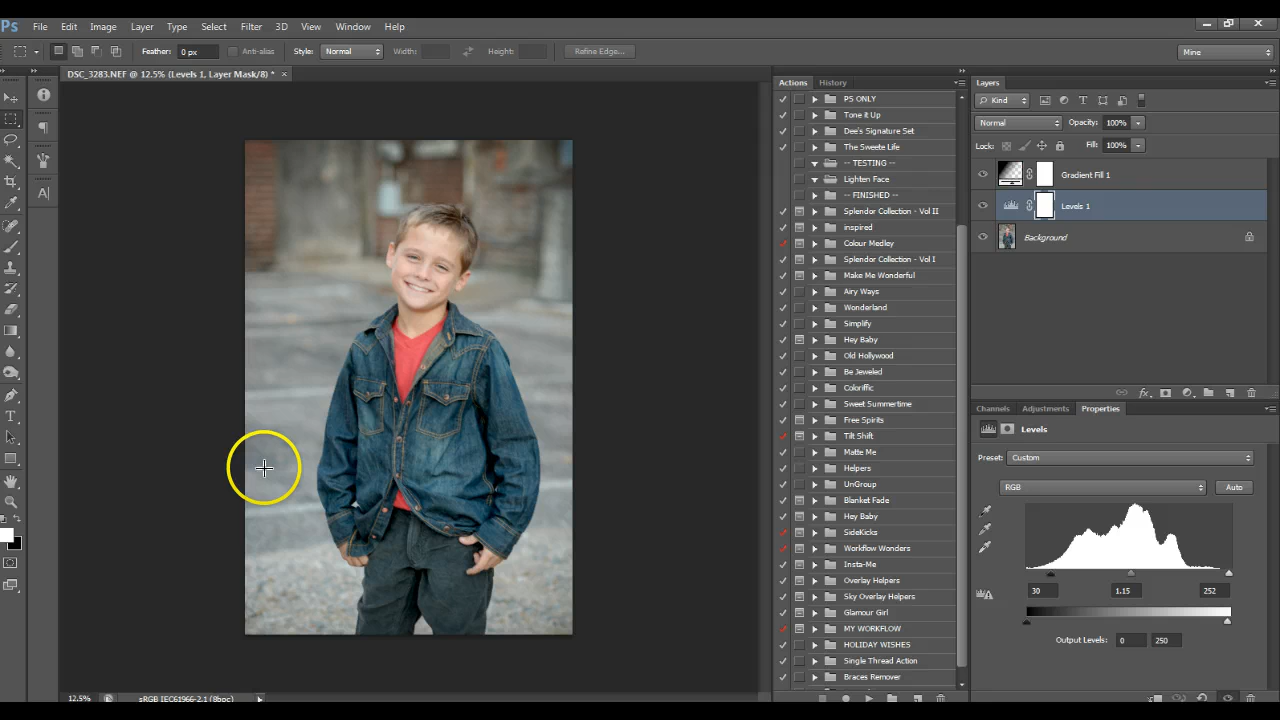 Ps File Edit Image Layer Type Select Filter 3D View Window Help
Feather: 0 px Anti-alias Style: Normal Width: Height: Refine Edge... Mine
DSC_3283.NEF @ 12.5% (Levels 1, Layer Mask/8) * ×
Actions History
PS ONLY
Tone it Up
Dee's Signature Set
The Sweete Life
-- TESTING --
Lighten Face
-- FINISHED --
Splendor Collection - Vol II
inspired
Colour Medley
Splendor Collection - Vol I
Make Me Wonderful
Airy Ways
Wonderland
Simplify
Hey Baby
Old Hollywood
Be Jeweled
Coloriffic
Sweet Summertime
Free Spirits
Tilt Shift
Matte Me
Helpers
UnGroup
Blanket Fade
Hey Baby
SideKicks
Workflow Wonders
Insta-Me
Overlay Helpers
Sky Overlay Helpers
Glamour Girl
MY WORKFLOW
HOLIDAY WISHES
Single Thread Action
Braces Remover
Layers
Kind
Normal Opacity: 100%
Lock: Fill: 100%
Gradient Fill 1
Levels 1
Background
fx
Channels Adjustments Properties
Levels
Preset: Custom
RGB Auto
30 1.15 252
Output Levels: 0 250
12.5% sRGB IEC61966-2.1 (8bpc)